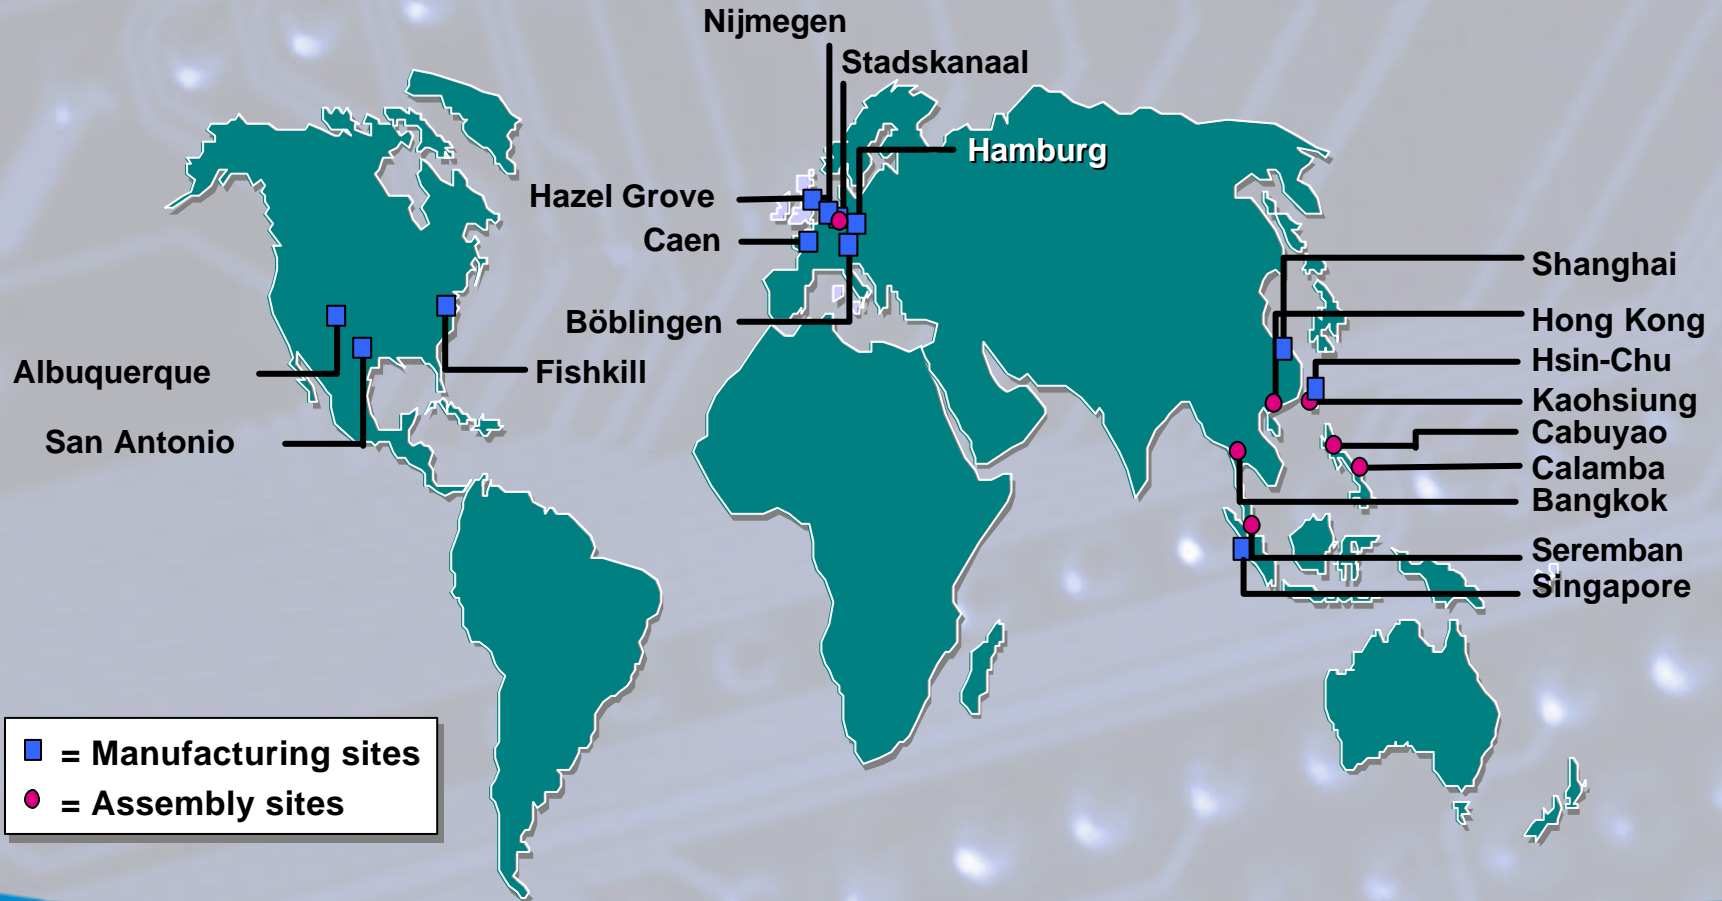 Nijmegen
Stadskanaal
Hamburg
Hazel Grove
Caen
Böblingen
Albuquerque
Fishkill
San Antonio
Shanghai
Hong Kong
Hsin-Chu
Kaohsiung
Cabuyao
Calamba
Bangkok
Seremban
Singapore
= Manufacturing sites
= Assembly sites